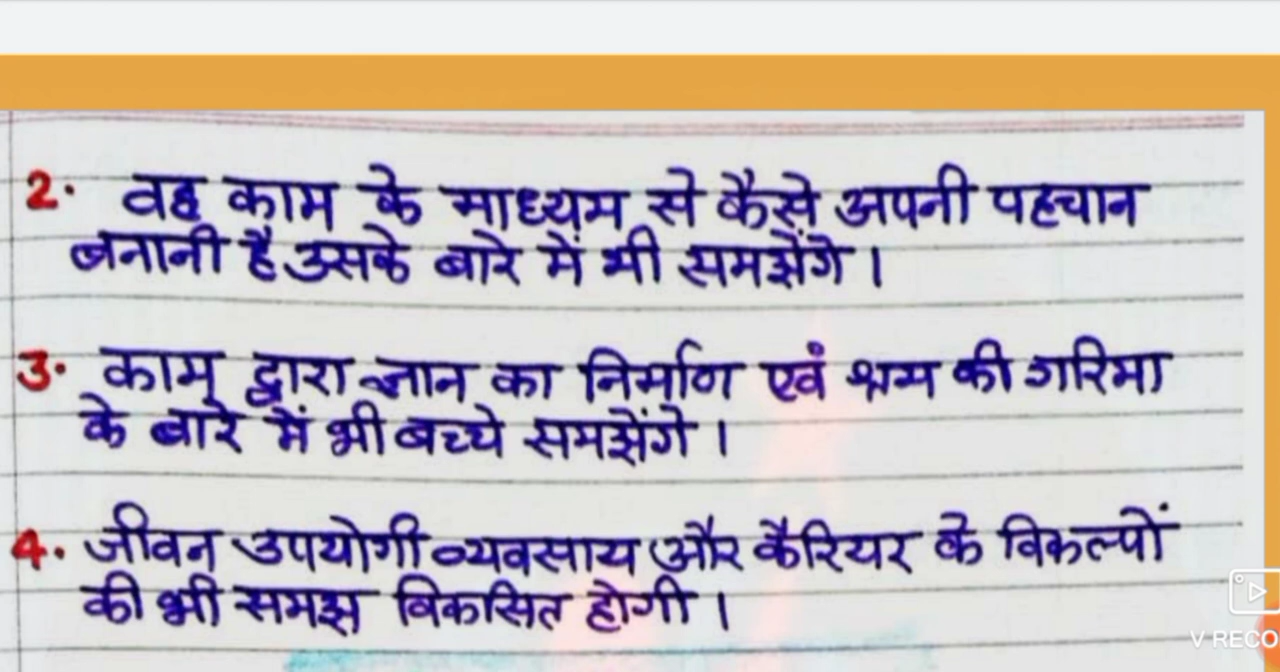 2. वह काम के माध्यम से कैसे अपनी पहचान
बनानी है उसके बारे में भी समझेंगे ।
3. काम द्वारा ज्ञान का निर्माण एवं श्रम की गरिमा
के बारे में भी बच्चे समझेंगे ।
4. जीवन उपयोगी व्यवसाय और कैरियर के विकल्पों
की भी समझ विकसित होगी ।
V RECO